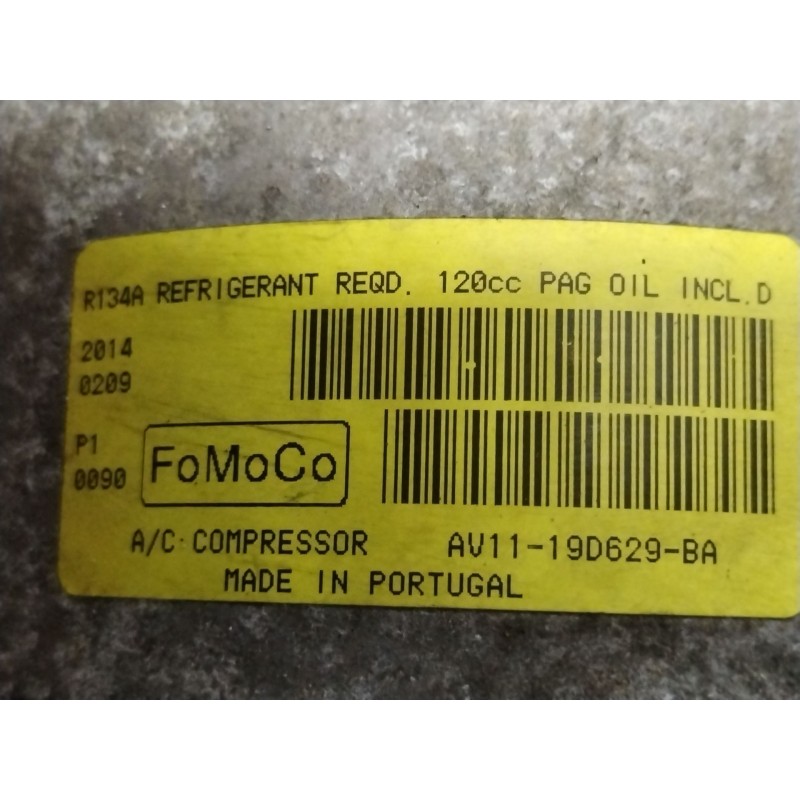 R134A REFRIGERANT REQD. 120cc PAG OIL INCL.D
2014
0209
P1
0090
FoMoCo
A/C COMPRESSOR AV11-19D629-BA
MADE IN PORTUGAL